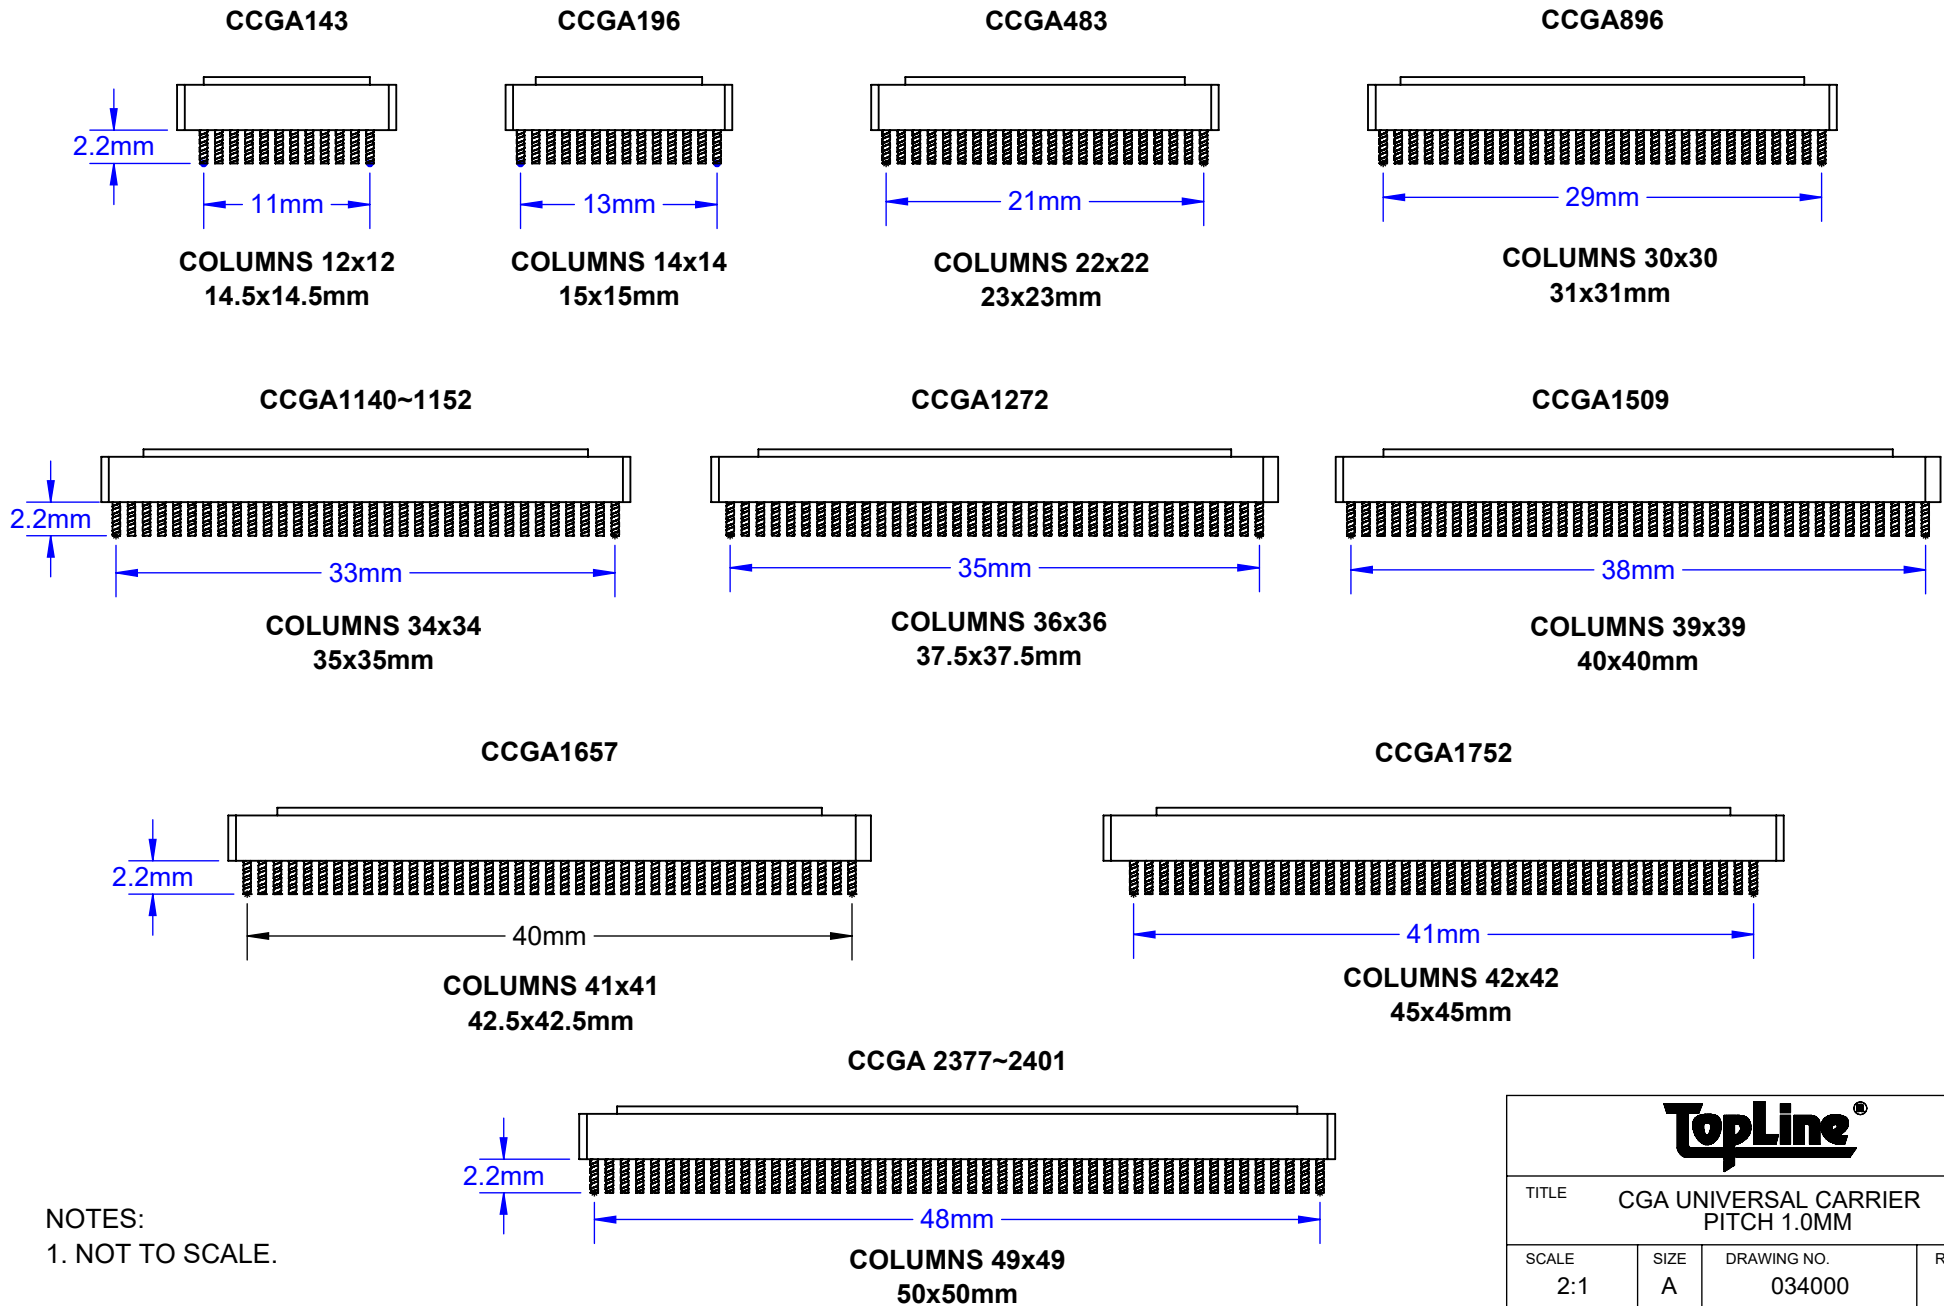 CCGA143
2.2mm
11mm
COLUMNS 12x12
14.5x14.5mm
CCGA196
13mm
COLUMNS 14x14
15x15mm
CCGA483
21mm
COLUMNS 22x22
23x23mm
CCGA896
29mm
COLUMNS 30x30
31x31mm
CCGA1140~1152
2.2mm
33mm
COLUMNS 34x34
35x35mm
CCGA1272
35mm
COLUMNS 36x36
37.5x37.5mm
CCGA1509
38mm
COLUMNS 39x39
40x40mm
CCGA1657
2.2mm
40mm
COLUMNS 41x41
42.5x42.5mm
CCGA1752
41mm
COLUMNS 42x42
45x45mm
CCGA 2377~2401
2.2mm
48mm
COLUMNS 49x49
50x50mm
NOTES:
1. NOT TO SCALE.
TopLine®
TITLE
CGA UNIVERSAL CARRIER
PITCH 1.0MM
SCALE
2:1
SIZE
A
DRAWING NO.
034000